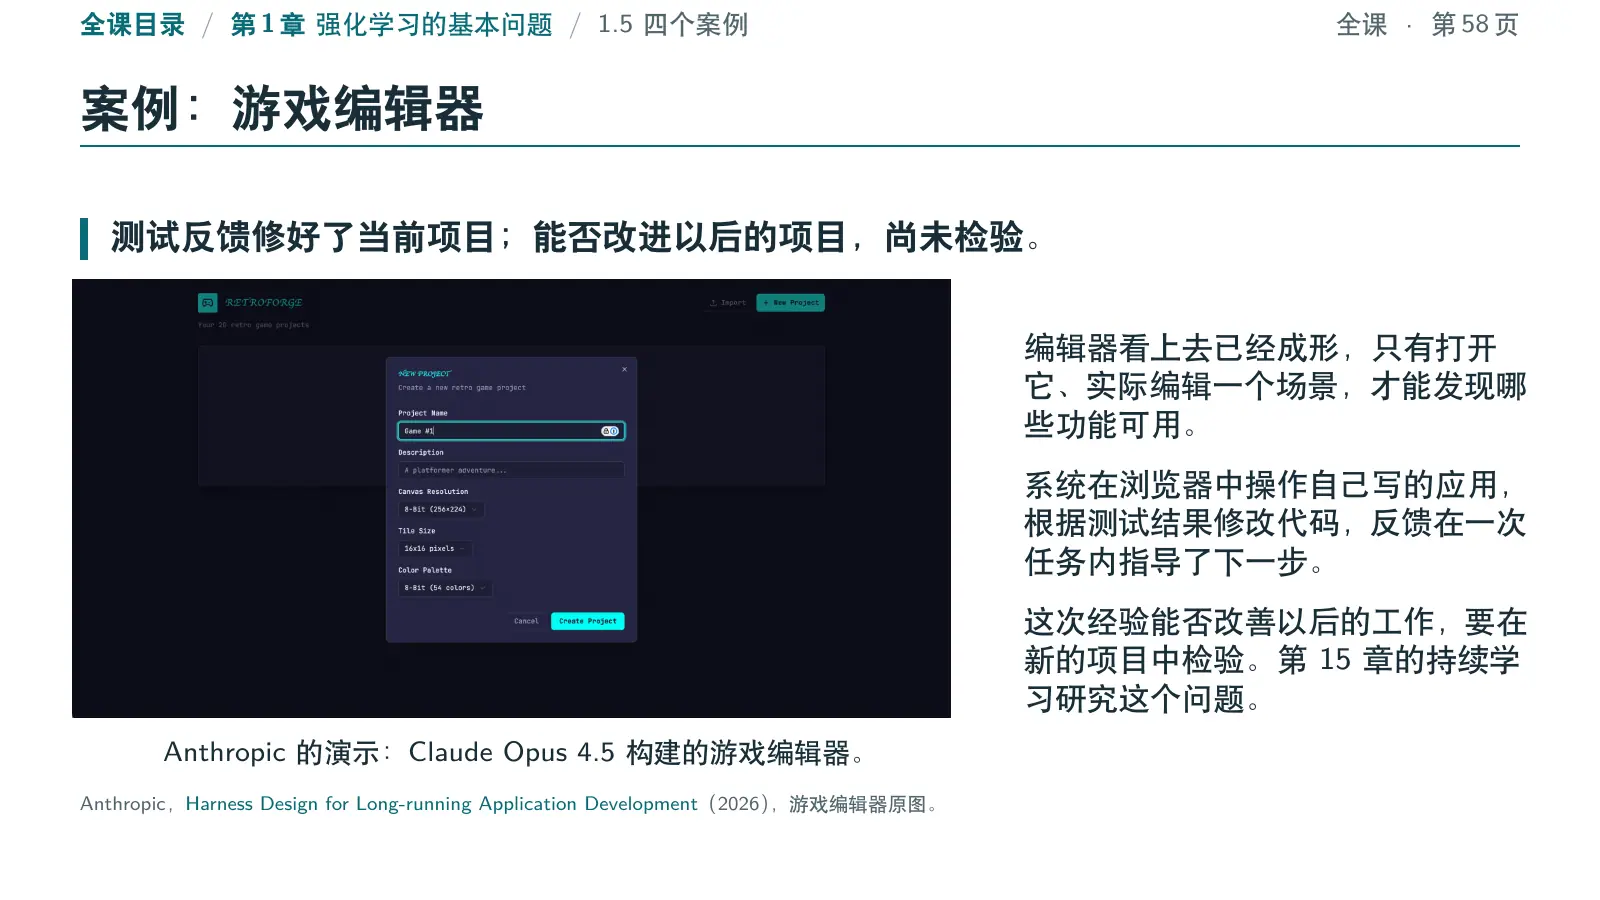 全课目录 / 第 1 章 强化学习的基本问题 / 1.5 四个案例
全课 · 第 58 页
案例：游戏编辑器
测试反馈修好了当前项目；能否改进以后的项目，尚未检验。
RETROFORGE
Your 2D retro game projects
Import
+ New Project
NEW PROJECT
×
Create a new retro game project
Project Name
Game #1
Description
A platformer adventure...
Canvas Resolution
8-Bit (256×224)
Tile Size
16x16 pixels
Color Palette
8-Bit (54 colors)
Cancel
Create Project
编辑器看上去已经成形，只有打开
它、实际编辑一个场景，才能发现哪
些功能可用。
系统在浏览器中操作自己写的应用，
根据测试结果修改代码，反馈在一次
任务内指导了下一步。
这次经验能否改善以后的工作，要在
新的项目中检验。第 15 章的持续学
习研究这个问题。
Anthropic 的演示：Claude Opus 4.5 构建的游戏编辑器。
Anthropic，Harness Design for Long-running Application Development（2026），游戏编辑器原图。